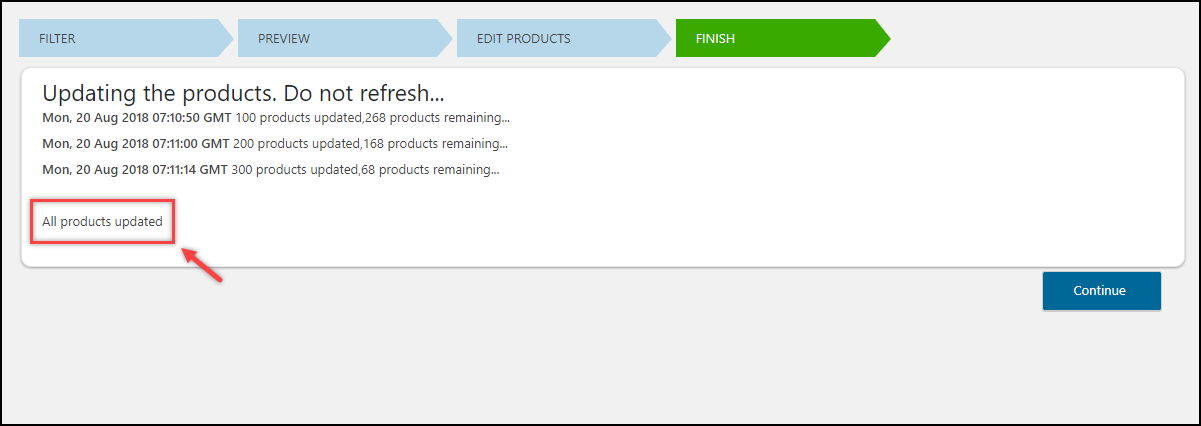 FILTER
PREVIEW
EDIT PRODUCTS
FINISH
Updating the products. Do not refresh...
Mon, 20 Aug 2018 07:10:50 GMT 100 products updated,268 products remaining...
Mon, 20 Aug 2018 07:11:00 GMT 200 products updated,168 products remaining...
Mon, 20 Aug 2018 07:11:14 GMT 300 products updated,68 products remaining...
All products updated
Continue